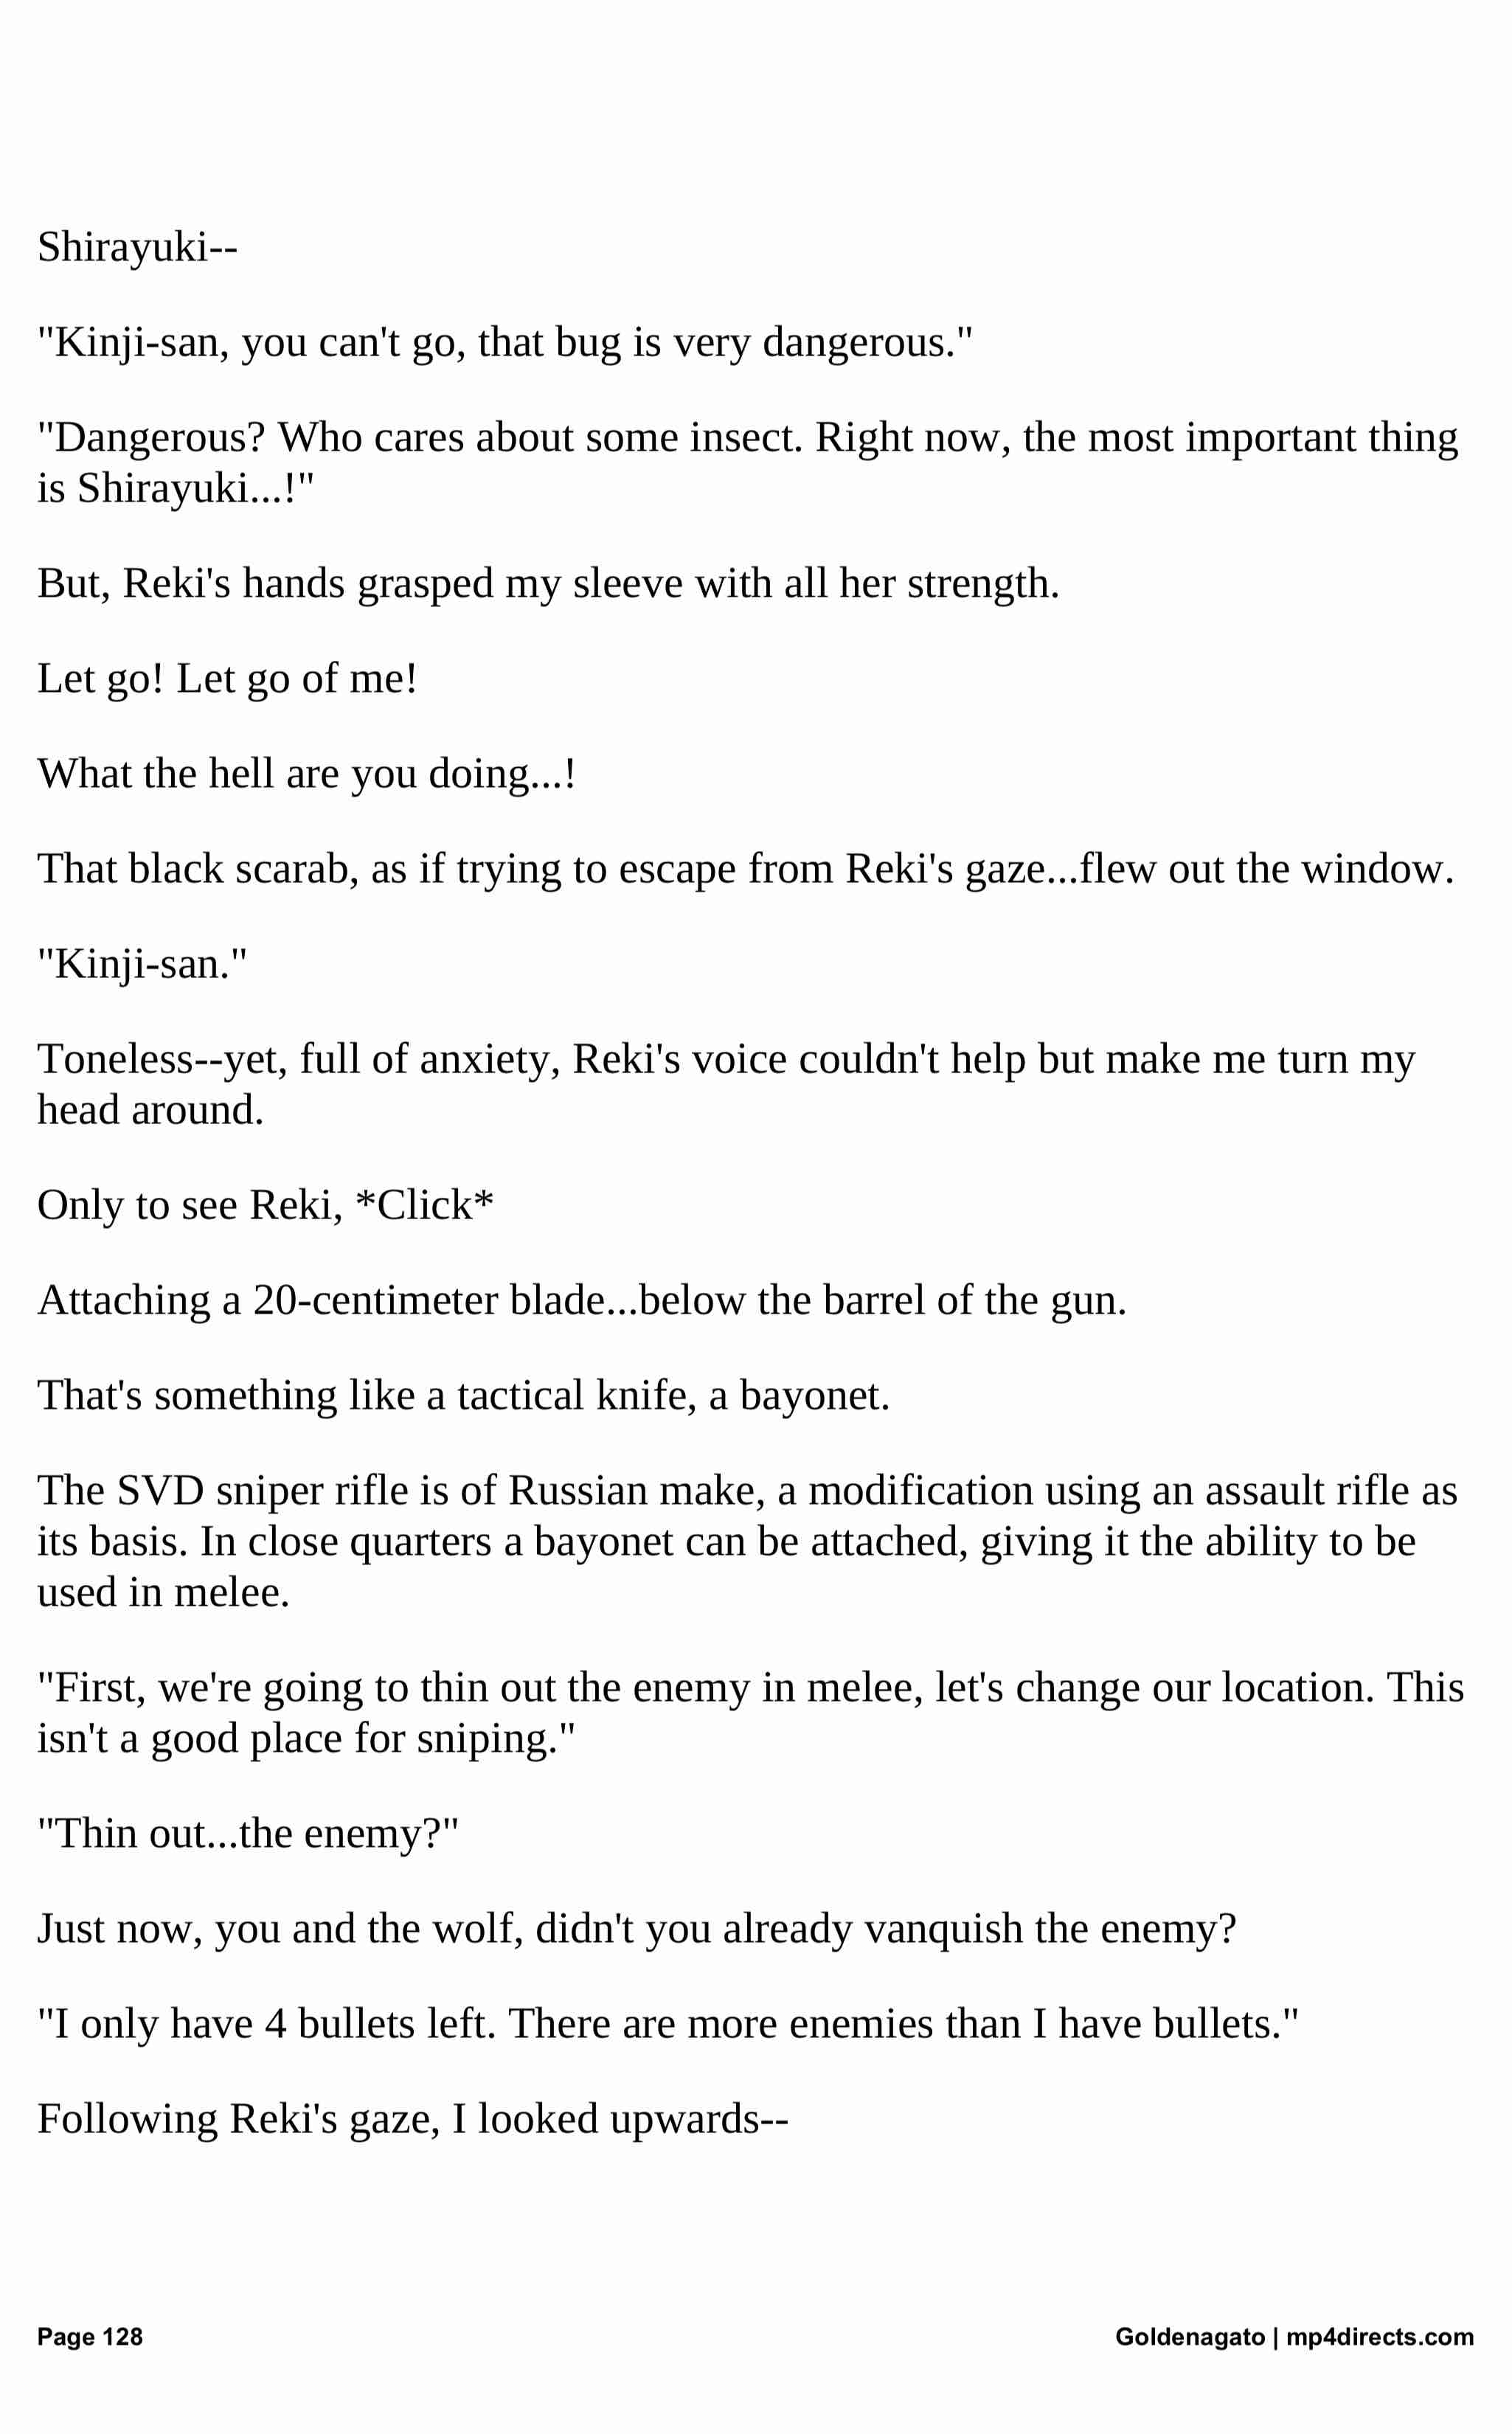 Shirayuki--
"Kinji-san, you can't go, that bug is very dangerous."
"Dangerous? Who cares about some insect. Right now, the most important thing
is Shirayuki...!"
But, Reki's hands grasped my sleeve with all her strength.
Let go! Let go of me!
What the hell are you doing...!
That black scarab, as if trying to escape from Reki's gaze...flew out the window.
"Kinji-san."
Toneless--yet, full of anxiety, Reki's voice couldn't help but make me turn my
head around.
Only to see Reki, *Click*
Attaching a 20-centimeter blade...below the barrel of the gun.
That's something like a tactical knife, a bayonet.
The SVD sniper rifle is of Russian make, a modification using an assault rifle as
its basis. In close quarters a bayonet can be attached, giving it the ability to be
used in melee.
"First, we're going to thin out the enemy in melee, let's change our location. This
isn't a good place for sniping."
"Thin out...the enemy?"
Just now, you and the wolf, didn't you already vanquish the enemy?
"I only have 4 bullets left. There are more enemies than I have bullets."
Following Reki's gaze, I looked upwards--
Page 128
Goldenagato | mp4directs.com